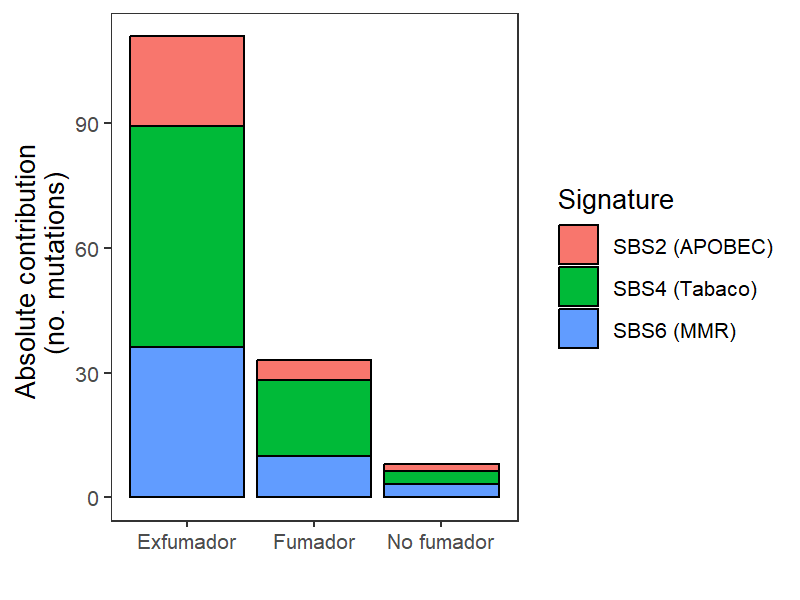 Absolute contribution
(no. mutations)
90
60
30
0
Exfumador
Fumador
No fumador
Signature
SBS2 (APOBEC)
SBS4 (Tabaco)
SBS6 (MMR)